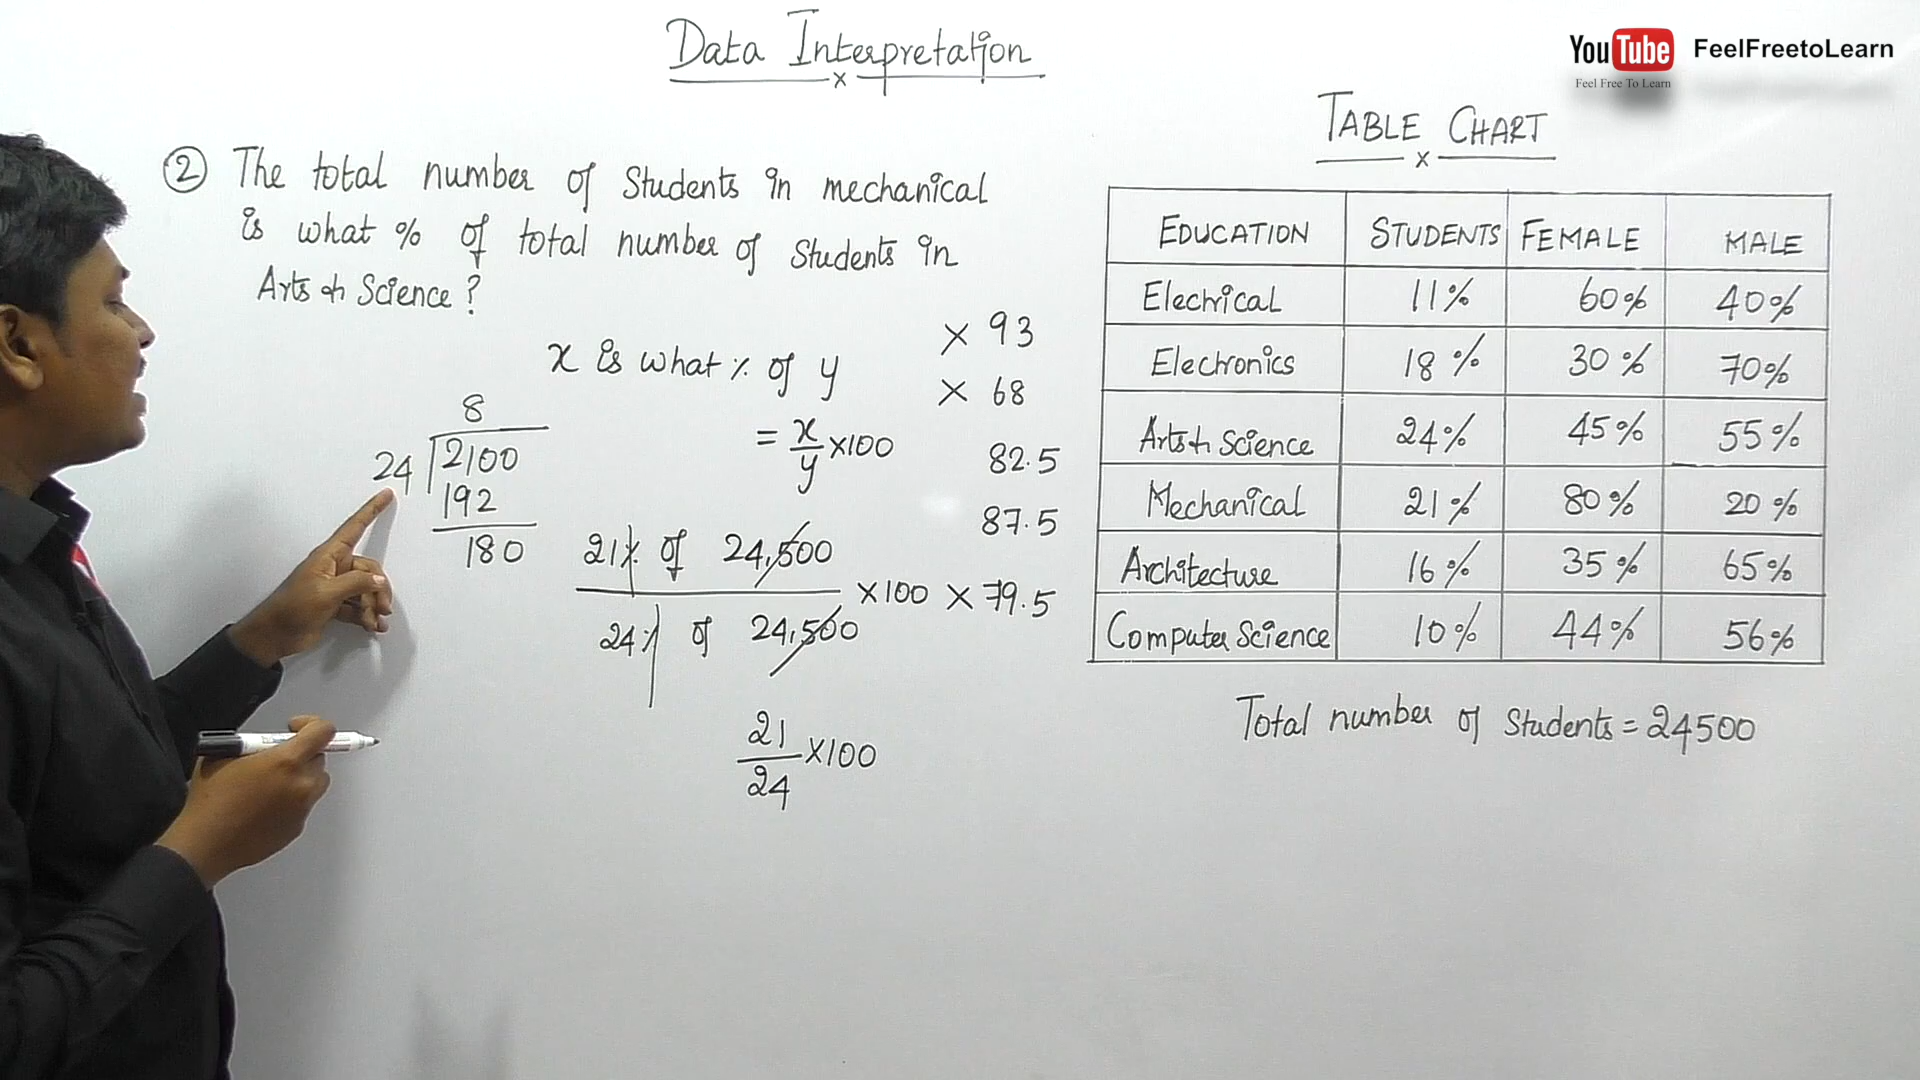 Data Interpretation
x
YouTube FeelFreetoLearn
Feel Free To Learn
TABLE CHART
x
2 The total number of Students in mechanical
is what % of total number of Students in
Arts & Science ?
x is what % of y
= x/y ×100
× 93
× 68
82.5
87.5
× 79.5
8
24 2100
192
180
21% of 24,500
24% of 24,500
×100
21/24 ×100
EDUCATION STUDENTS FEMALE MALE
Electrical 11% 60% 40%
Electronics 18% 30% 70%
Arts & Science 24% 45% 55%
Mechanical 21% 80% 20%
Architecture 16% 35% 65%
Computer Science 10% 44% 56%
Total number of Students = 24500